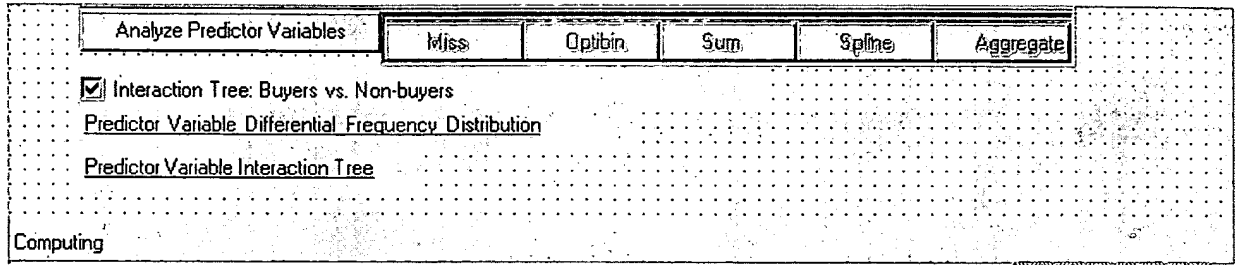 Analyze Predictor Variables Miss Optibin Sum Spline Aggregate
Interaction Tree: Buyers vs. Non-buyers
Predictor Variable Differential Frequency Distribution
Predictor Variable Interaction Tree
Computing